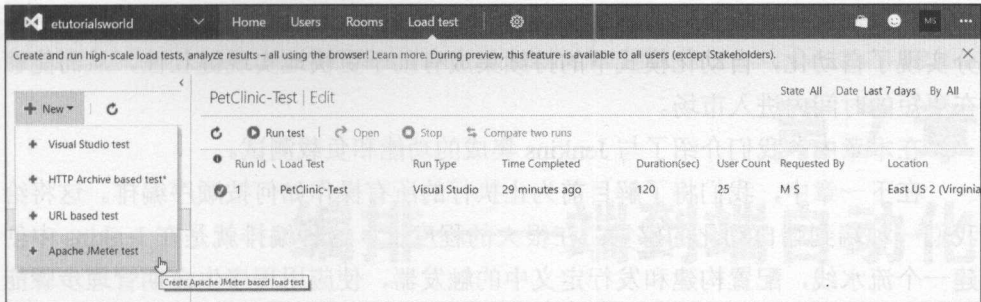 etutorialsworld Home Users Rooms Load test MS
Create and run high-scale load tests, analyze results – all using the browser! Learn more. During preview, this feature is available to all users (except Stakeholders).
New
PetClinic-Test | Edit
State All Date Last 7 days By All
Run test Open Stop Compare two runs
Visual Studio test
HTTP Archive based test*
URL based test
Apache JMeter test
Create Apache JMeter based load test
Run Id Load Test Run Type Time Completed Duration(sec) User Count Requested By Location
PetClinic-Test Visual Studio 29 minutes ago 120 25 M S East US 2 (Virginia